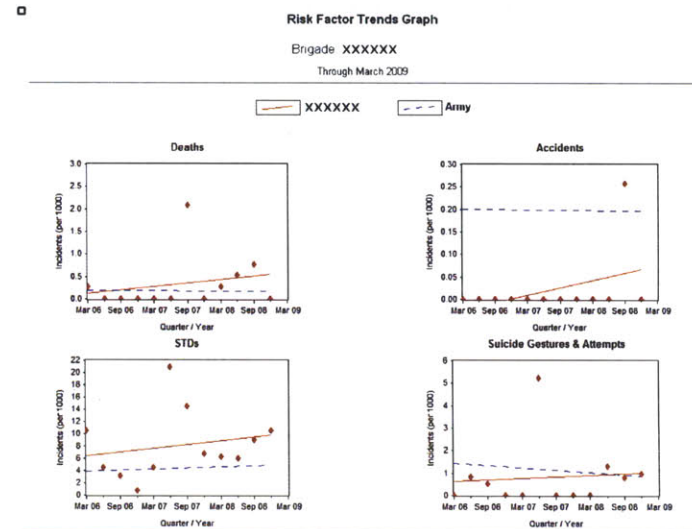 Risk Factor Trends Graph
Brigade XXXXXX
Through March 2009
XXXXXX Army
Deaths
Incidents (per 1000)
3.0
2.5
2.0
1.5
1.0
0.5
0.0
Mar 06 Sep 06 Mar 07 Sep 07 Mar 08 Sep 08 Mar 09
Quarter / Year
Accidents
Incidents (per 1000)
0.30
0.25
0.20
0.15
0.10
0.05
0.00
Mar 06 Sep 06 Mar 07 Sep 07 Mar 08 Sep 08 Mar 09
Quarter / Year
STDs
Incidents (per 1000)
22
20
18
16
14
12
10
8
6
4
2
0
Mar 06 Sep 06 Mar 07 Sep 07 Mar 08 Sep 08 Mar 09
Quarter / Year
Suicide Gestures & Attempts
Incidents (per 1000)
6
5
4
3
2
1
0
Mar 06 Sep 06 Mar 07 Sep 07 Mar 08 Sep 08 Mar 09
Quarter / Year